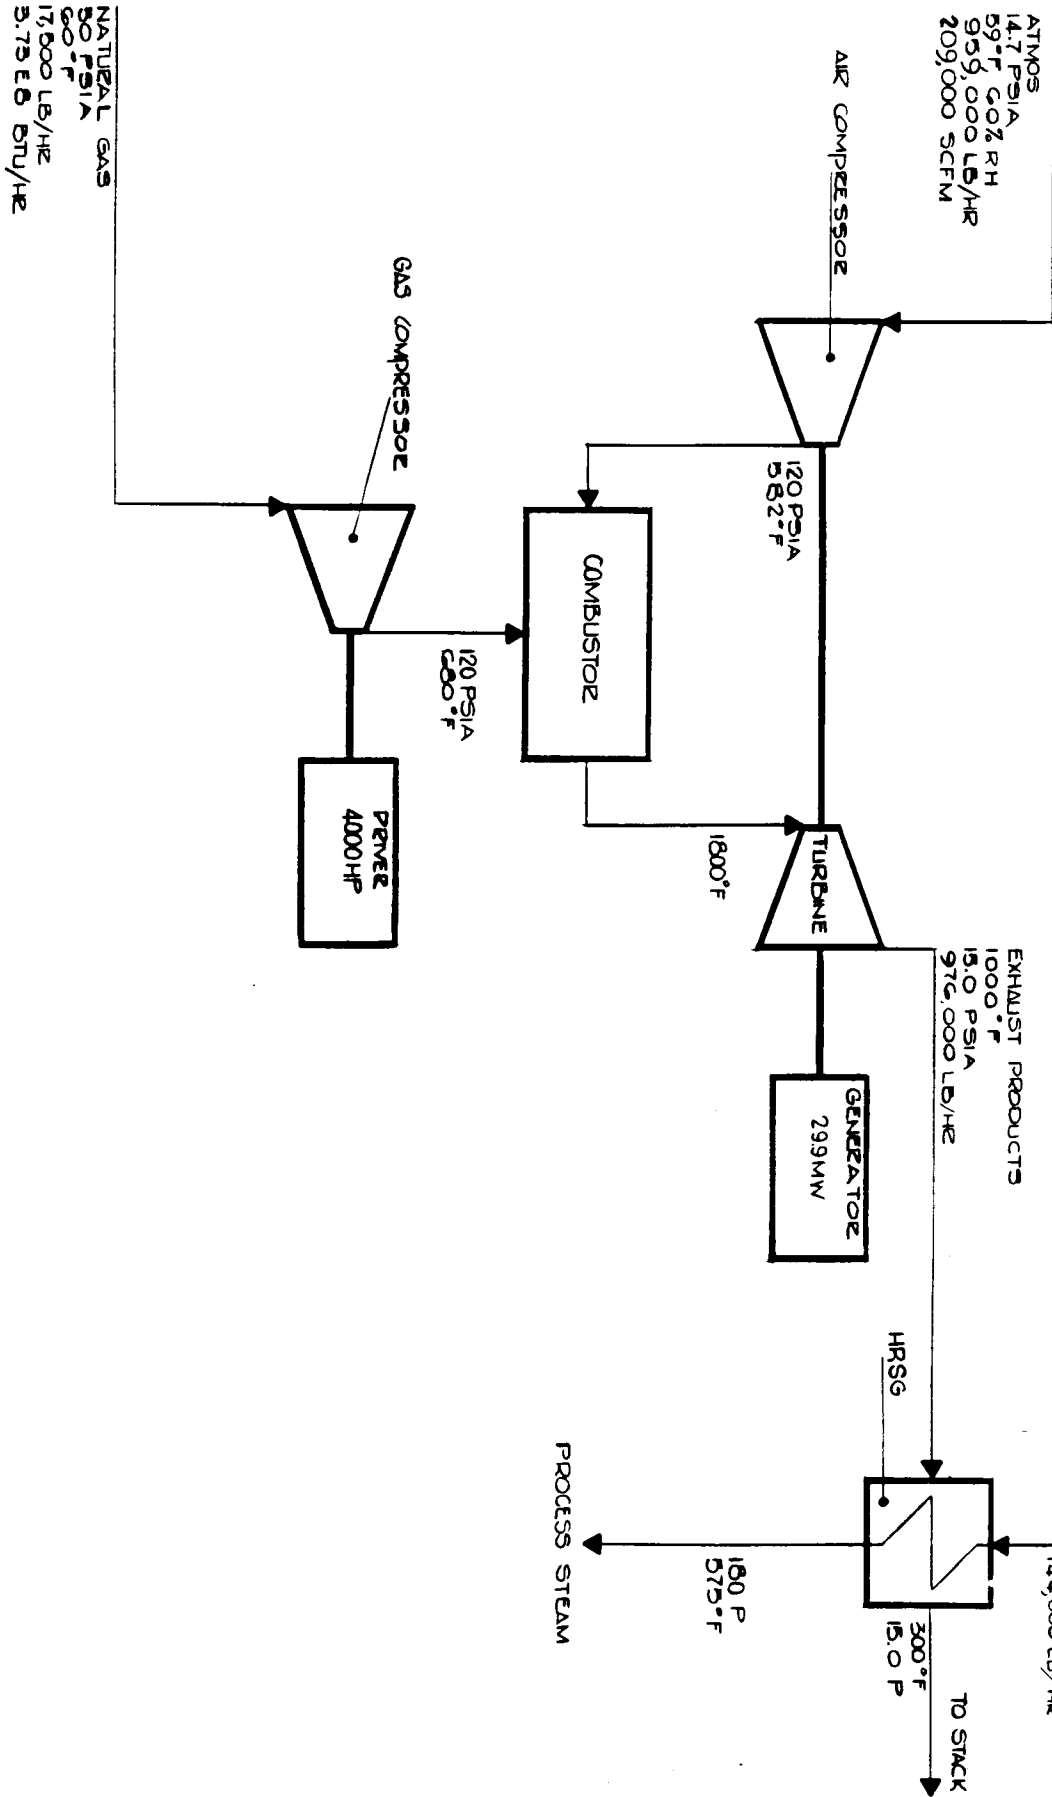 ATMOS
14.7 PSIA
59°F, 60% RH
959,000 LB/HR
209,000 SCFM
AIR COMPRESSOR
120 PSIA
582°F
COMBUSTOR
GAS COMPRESSOR
NATURAL GAS
50 PSIA
60°F
17,500 LB/HR
3.73 E8 BTU/HR
120 PSIA
DRIVER
4000 HP
1800°F
TURBINE
EXHAUST PRODUCTS
1000°F
15.0 PSIA
976,000 LB/HR
GENERATOR
29.9 MW
HRSG
LB/HR
180 P
575°F
PROCESS STEAM
300°F
15.0 P
TO STACK